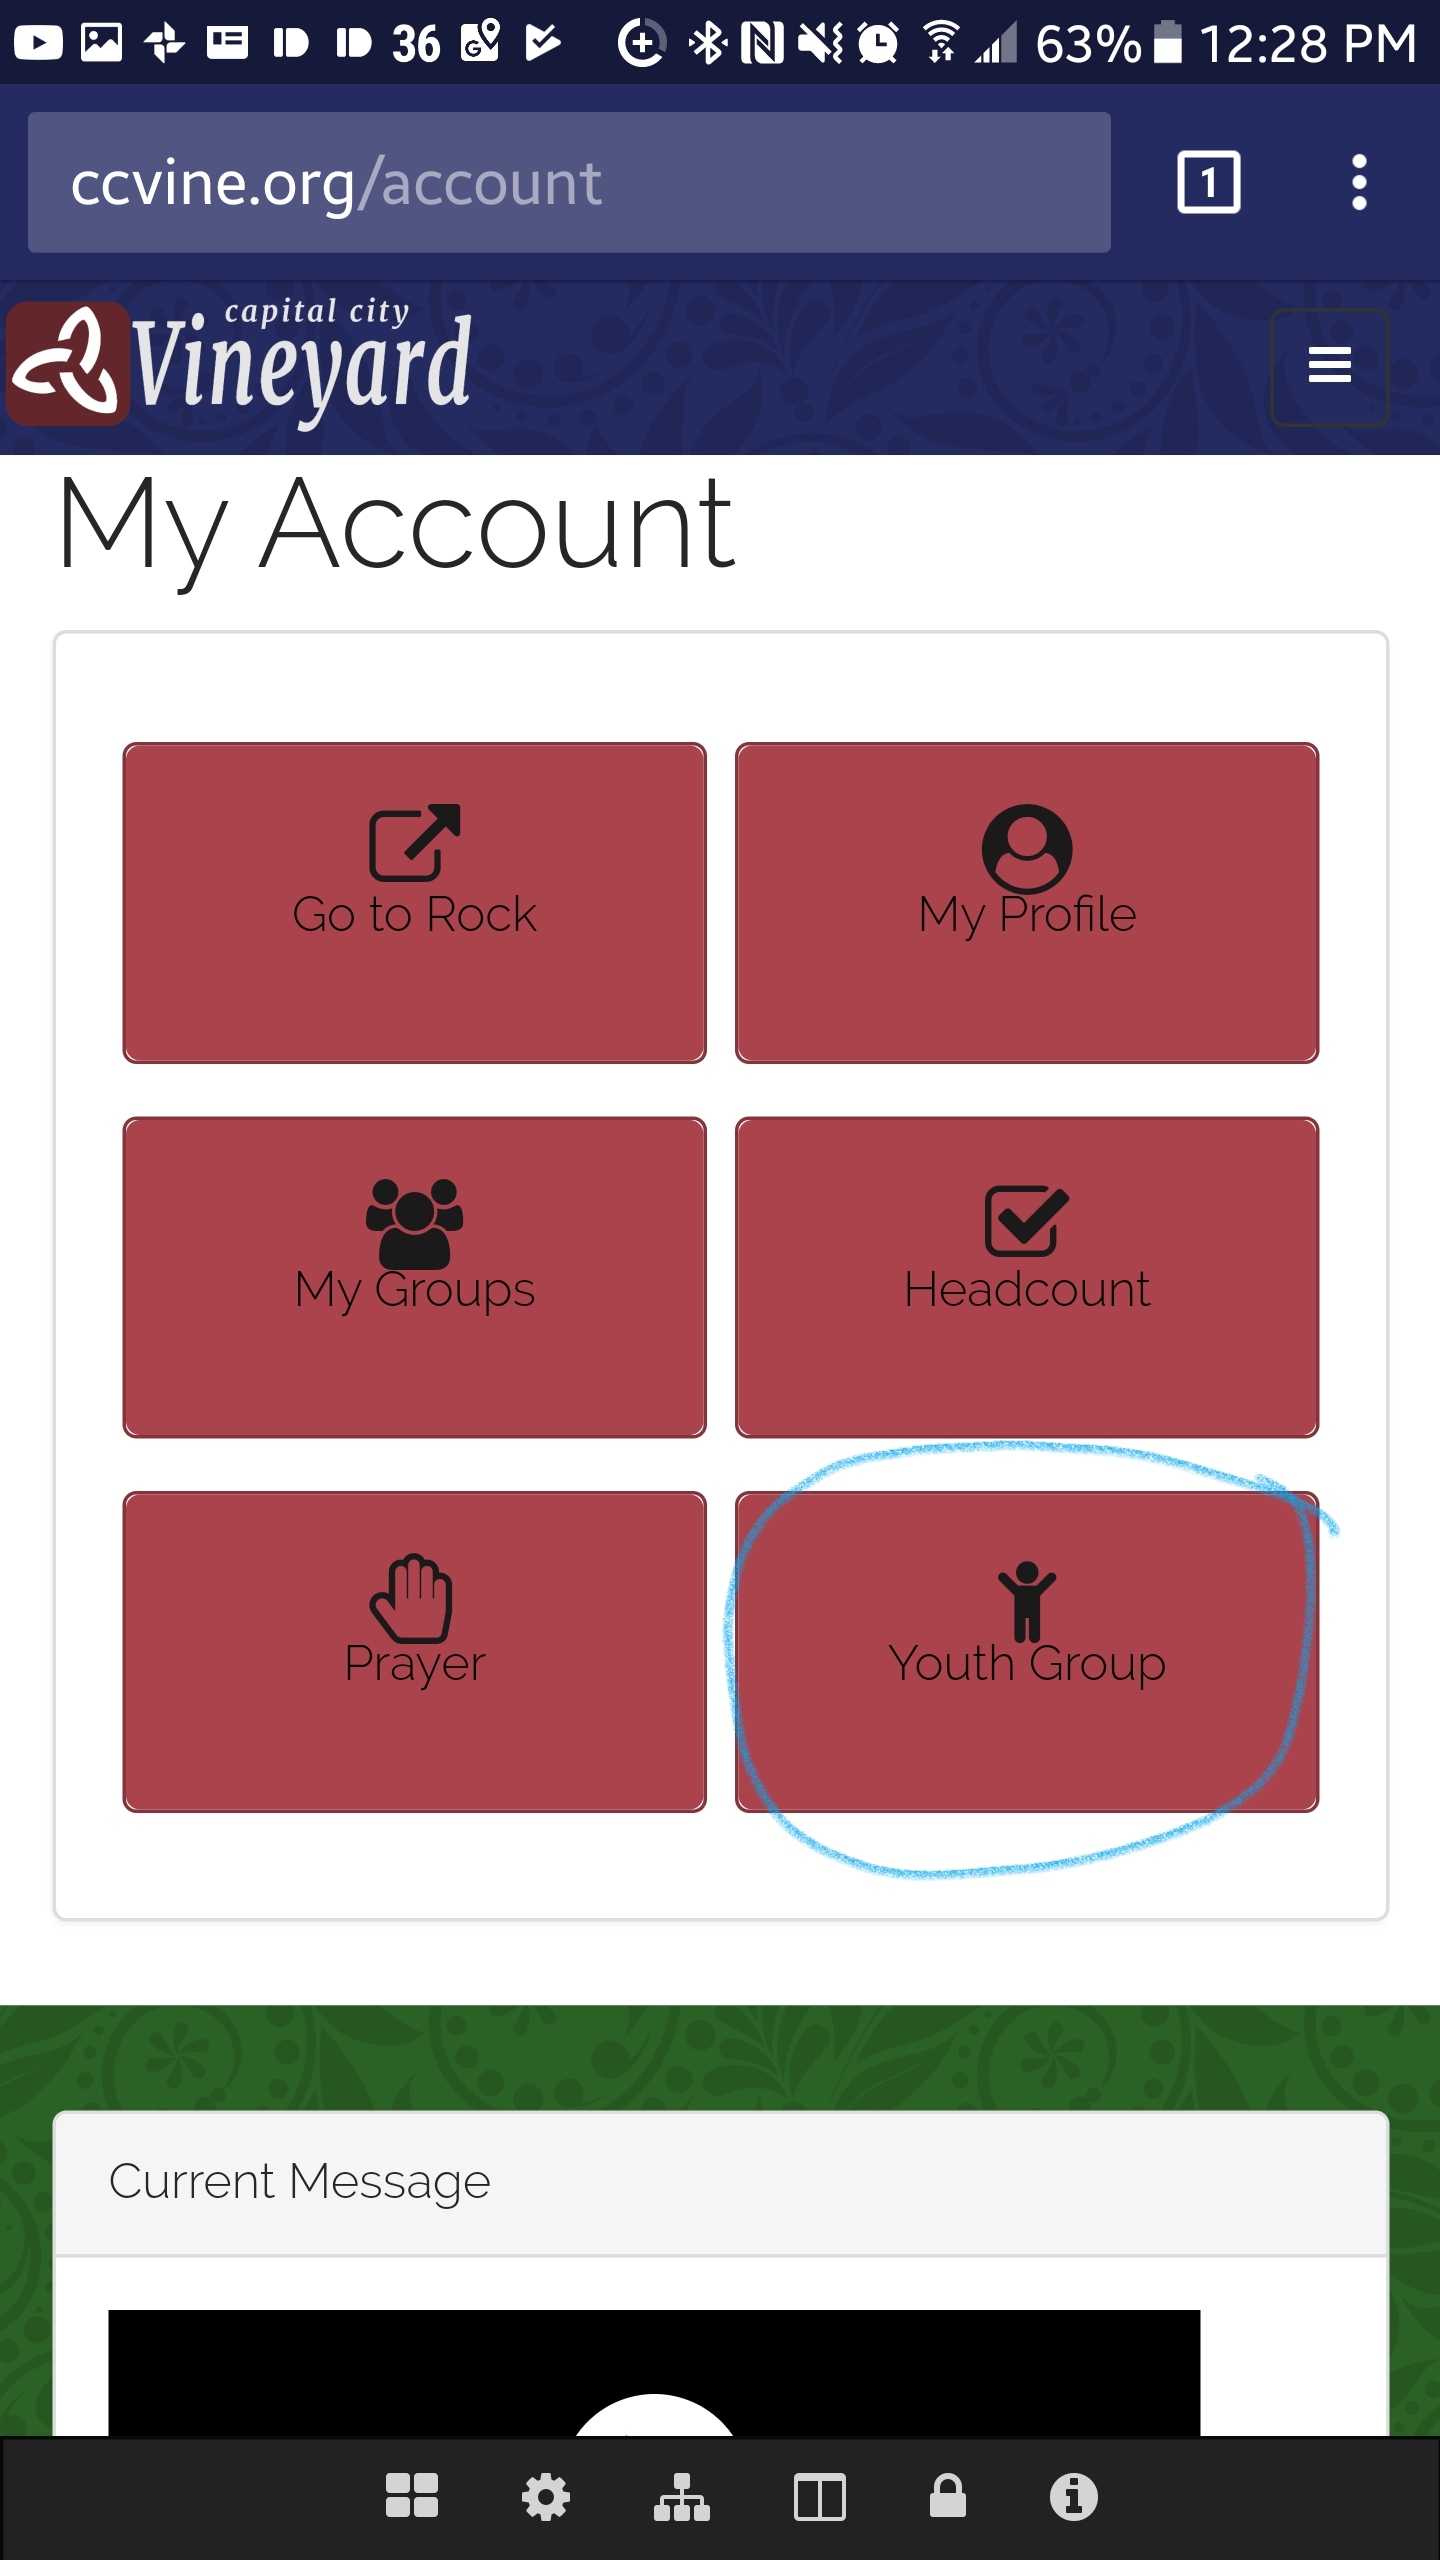 36 63% 12:28 PM
ccvine.org/account
1
capital city
Vineyard
My Account
Go to Rock
My Profile
My Groups
Headcount
Prayer
Youth Group
Current Message